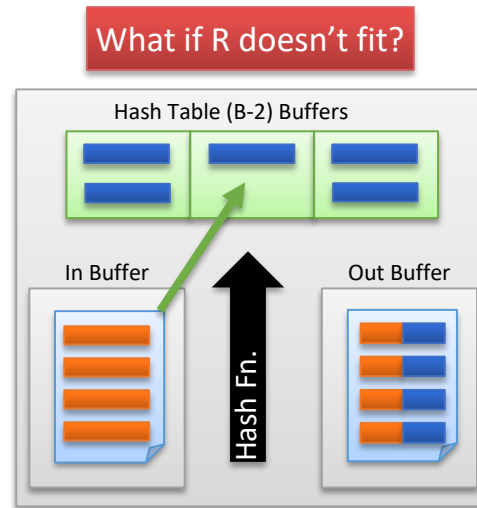 What if R doesn’t fit?
Hash Table (B-2) Buffers
In Buffer
Out Buffer
Hash Fn.